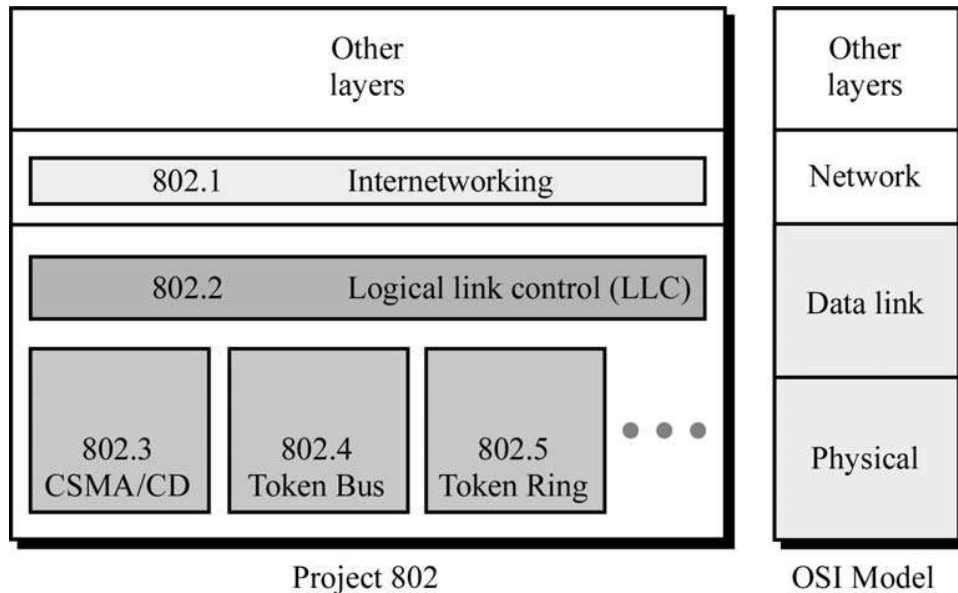 Other
layers
802.1 Internetworking
802.2 Logical link control (LLC)
802.3
CSMA/CD
802.4
Token Bus
802.5
Token Ring
Project 802
Other
layers
Network
Data link
Physical
OSI Model